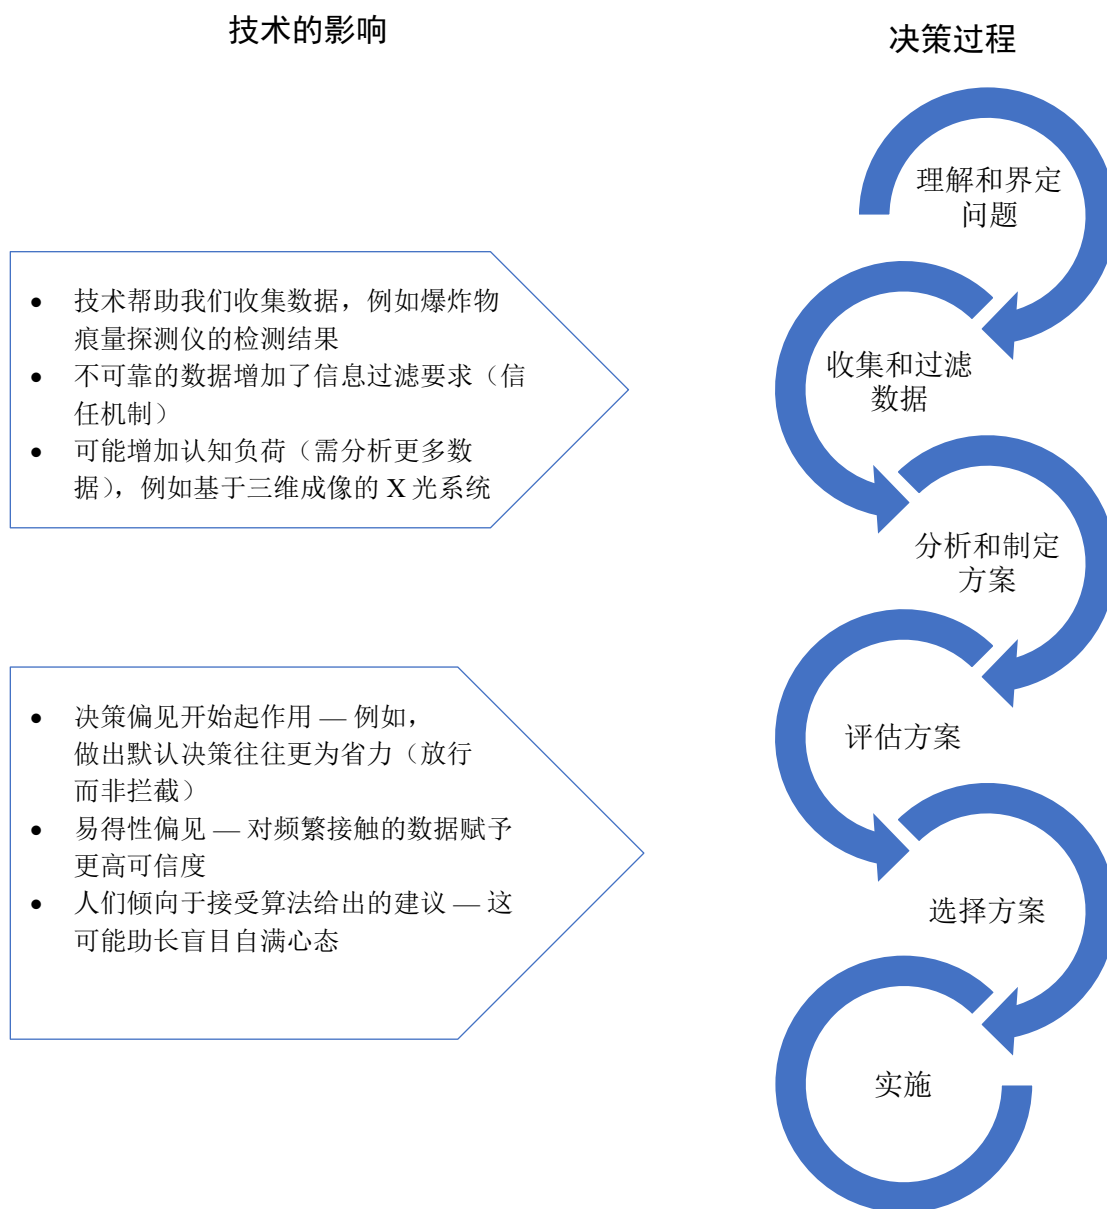 技术的影响
决策过程
• 技术帮助我们收集数据，例如爆炸物
痕量探测仪的检测结果
• 不可靠的数据增加了信息过滤要求（信
任机制）
• 可能增加认知负荷（需分析更多数
据），例如基于三维成像的 X 光系统
• 决策偏见开始起作用 — 例如，
做出默认决策往往更为省力（放行
而非拦截）
• 易得性偏见 — 对频繁接触的数据赋予
更高可信度
• 人们倾向于接受算法给出的建议 — 这
可能助长盲目自满心态
理解和界定
问题
收集和过滤
数据
分析和制定
方案
评估方案
选择方案
实施